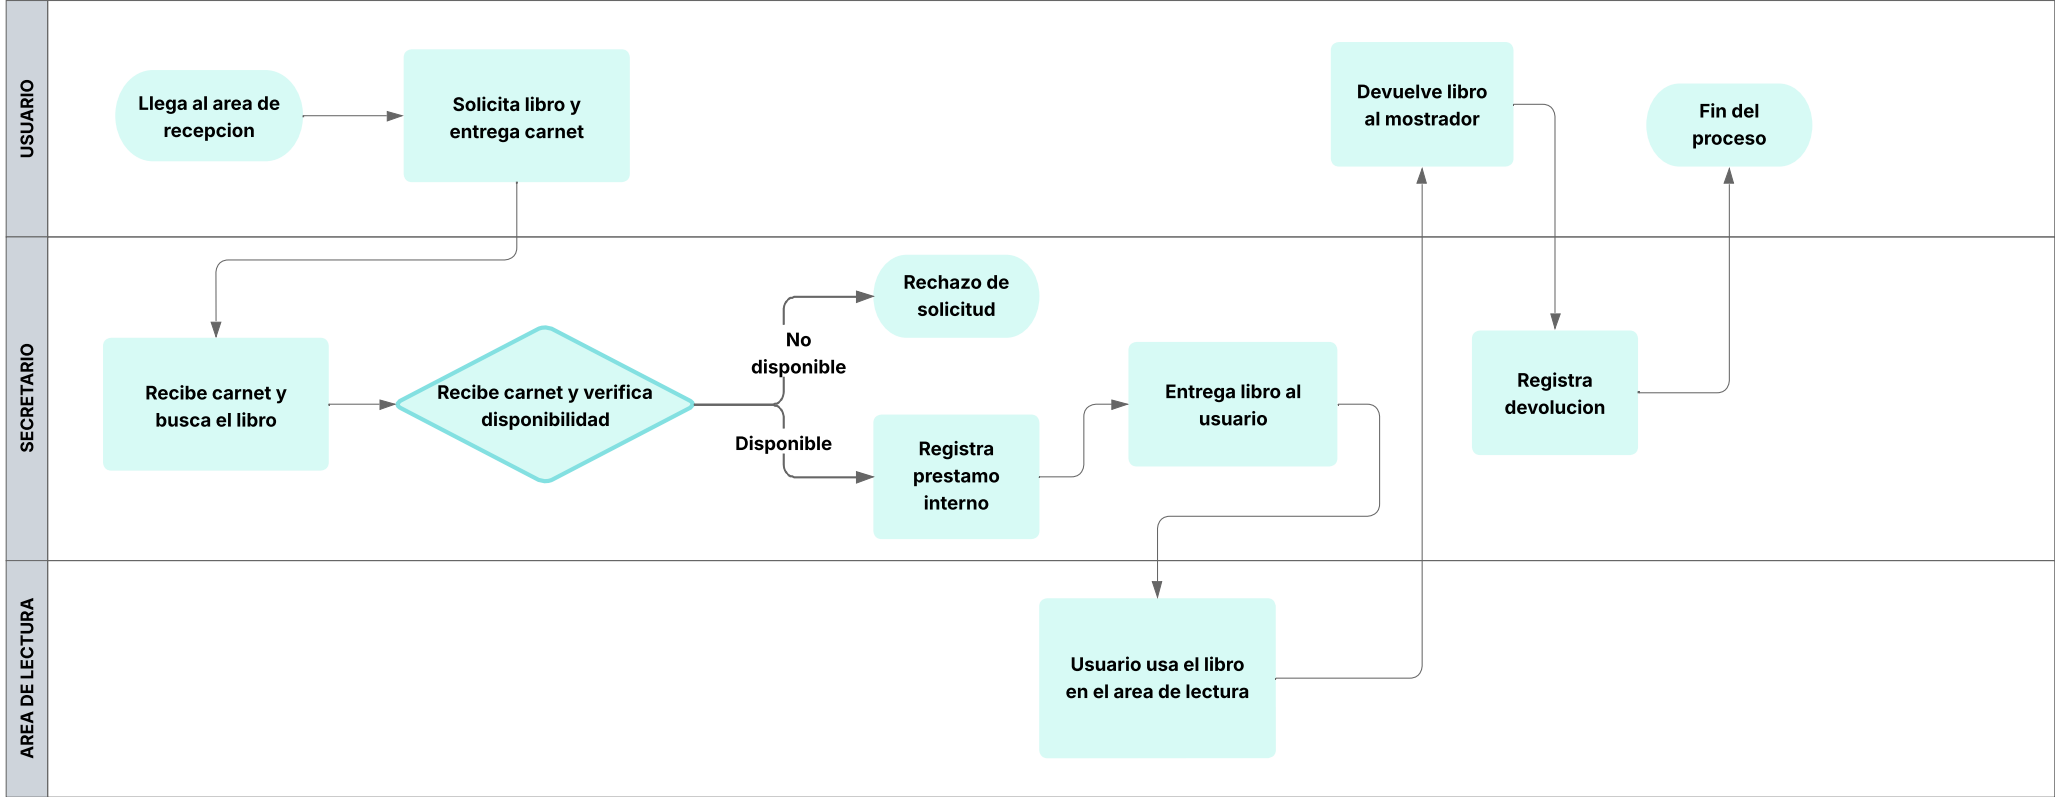 USUARIO
Llega al area de
recepcion
Solicita libro y
entrega carnet
Devuelve libro
al mostrador
Fin del
proceso
SECRETARIO
Recibe carnet y
busca el libro
Recibe carnet y verifica
disponibilidad
No
disponible
Disponible
Rechazo de
solicitud
Registra
prestamo
interno
Entrega libro al
usuario
Registra
devolucion
AREA DE LECTURA
Usuario usa el libro
en el area de lectura